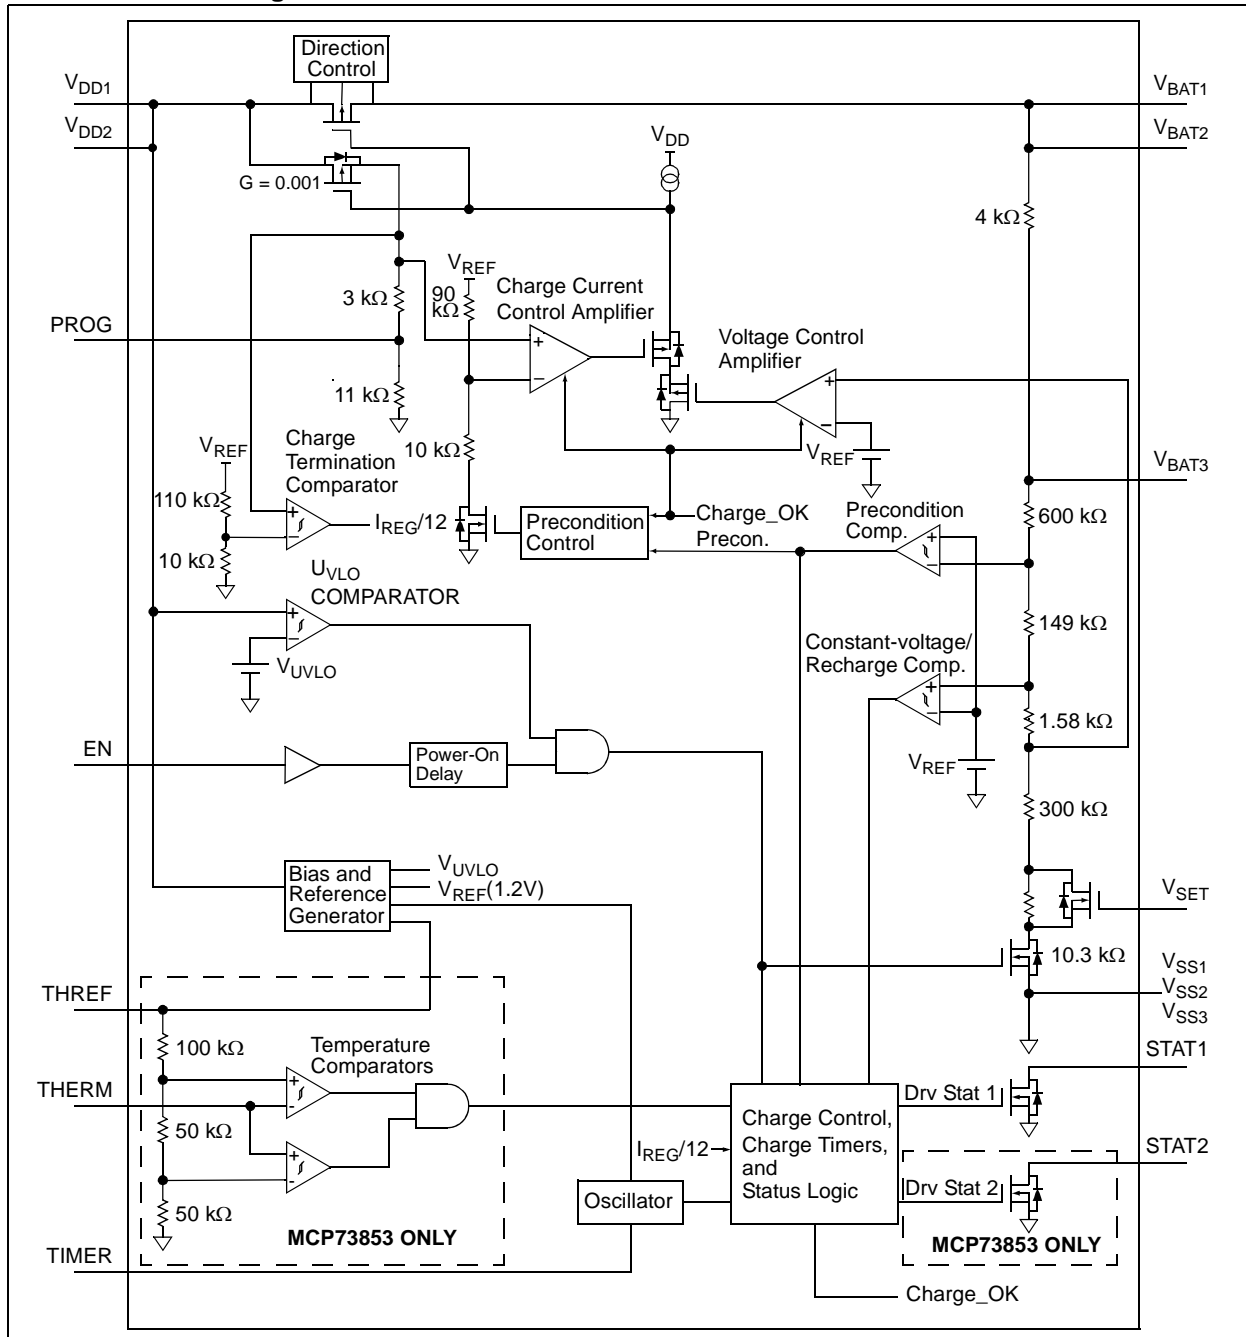 Direction
Control
VDD1
VBAT1
VDD2
VBAT2
VDD
G = 0.001
4 kΩ
VREF
90
kΩ
Charge Current
Control Amplifier
3 kΩ
PROG
Voltage Control
Amplifier
+
−
+
−
11 kΩ
VREF
Charge
Termination
Comparator
10 kΩ
VREF
VBAT3
110 kΩ
+
−
IREG/12
Precondition
Control
Charge_OK
Precon.
Precondition
Comp.
+
−
600 kΩ
10 kΩ
UVLO
COMPARATOR
+
−
VUVLO
149 kΩ
Constant-voltage/
Recharge Comp.
+
−
1.58 kΩ
EN
Power-On
Delay
VREF
300 kΩ
Bias and
Reference
Generator
VUVLO
VREF(1.2V)
VSET
10.3 kΩ
VSS1
VSS2
VSS3
THREF
100 kΩ
Temperature
Comparators
STAT1
THERM
+
-
50 kΩ
+
-
50 kΩ
Drv Stat 1
Charge Control,
Charge Timers,
and
Status Logic
IREG/12
STAT2
Drv Stat 2
Oscillator
MCP73853 ONLY
MCP73853 ONLY
TIMER
Charge_OK